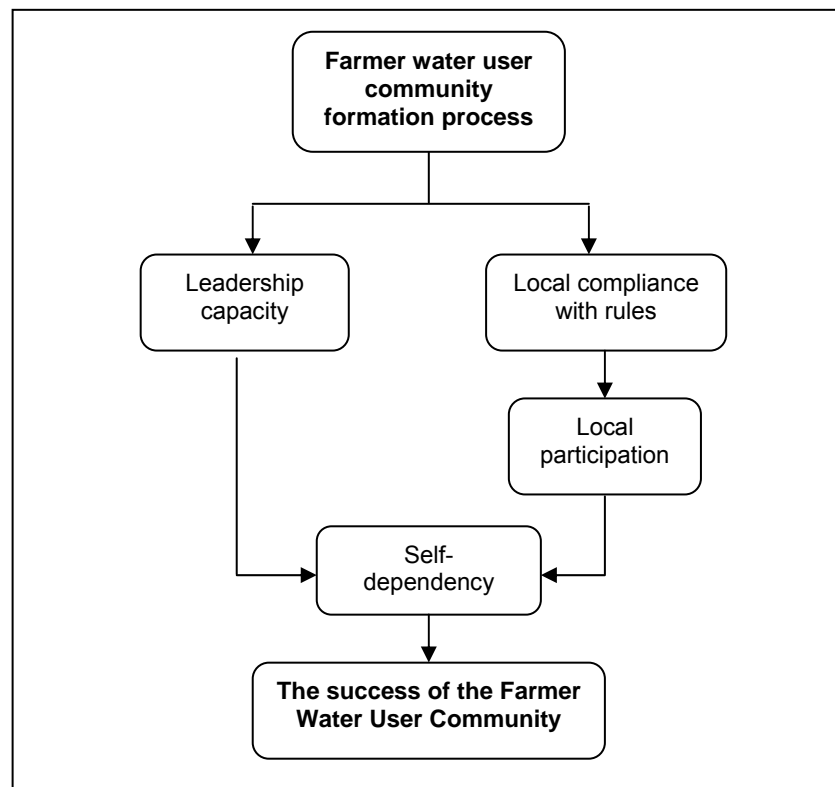 Farmer water user
community
formation process
Leadership
capacity
Local compliance
with rules
Local
participation
Self-
dependency
The success of the Farmer
Water User Community